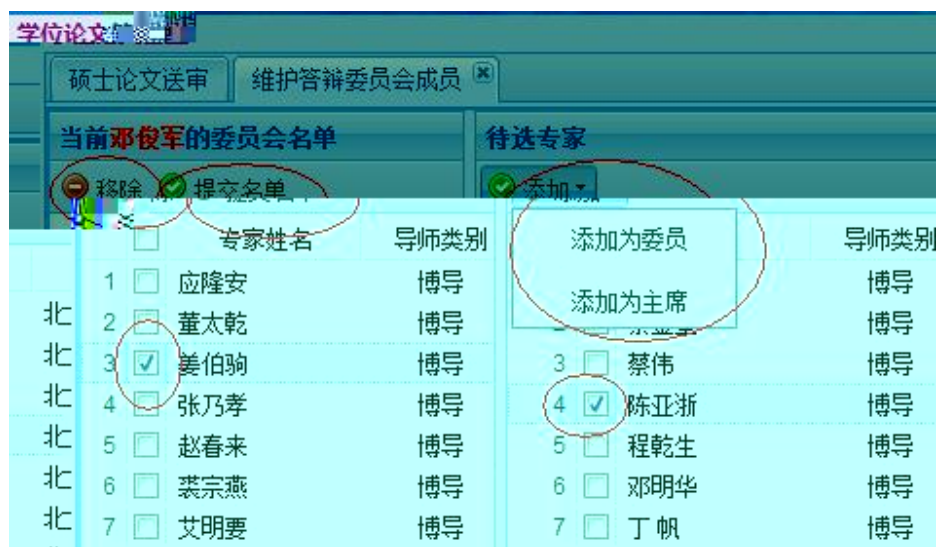 学位论文
硕士论文送审 维护答辩委员会成员
当前邓俊军的委员会名单 待选专家
移除 提交名单 添加
专家姓名 导师类别 添加为委员 导师类别
1 应隆安 博导 添加为主席 博导
北 2 董太乾 博导 博导
北 3 姜伯驹 博导 3 蔡伟 博导
北 4 张乃孝 博导 4 陈亚浙 博导
北 5 赵春来 博导 5 程乾生 博导
北 6 裘宗燕 博导 6 邓明华 博导
北 7 艾明要 博导 7 丁帆 博导